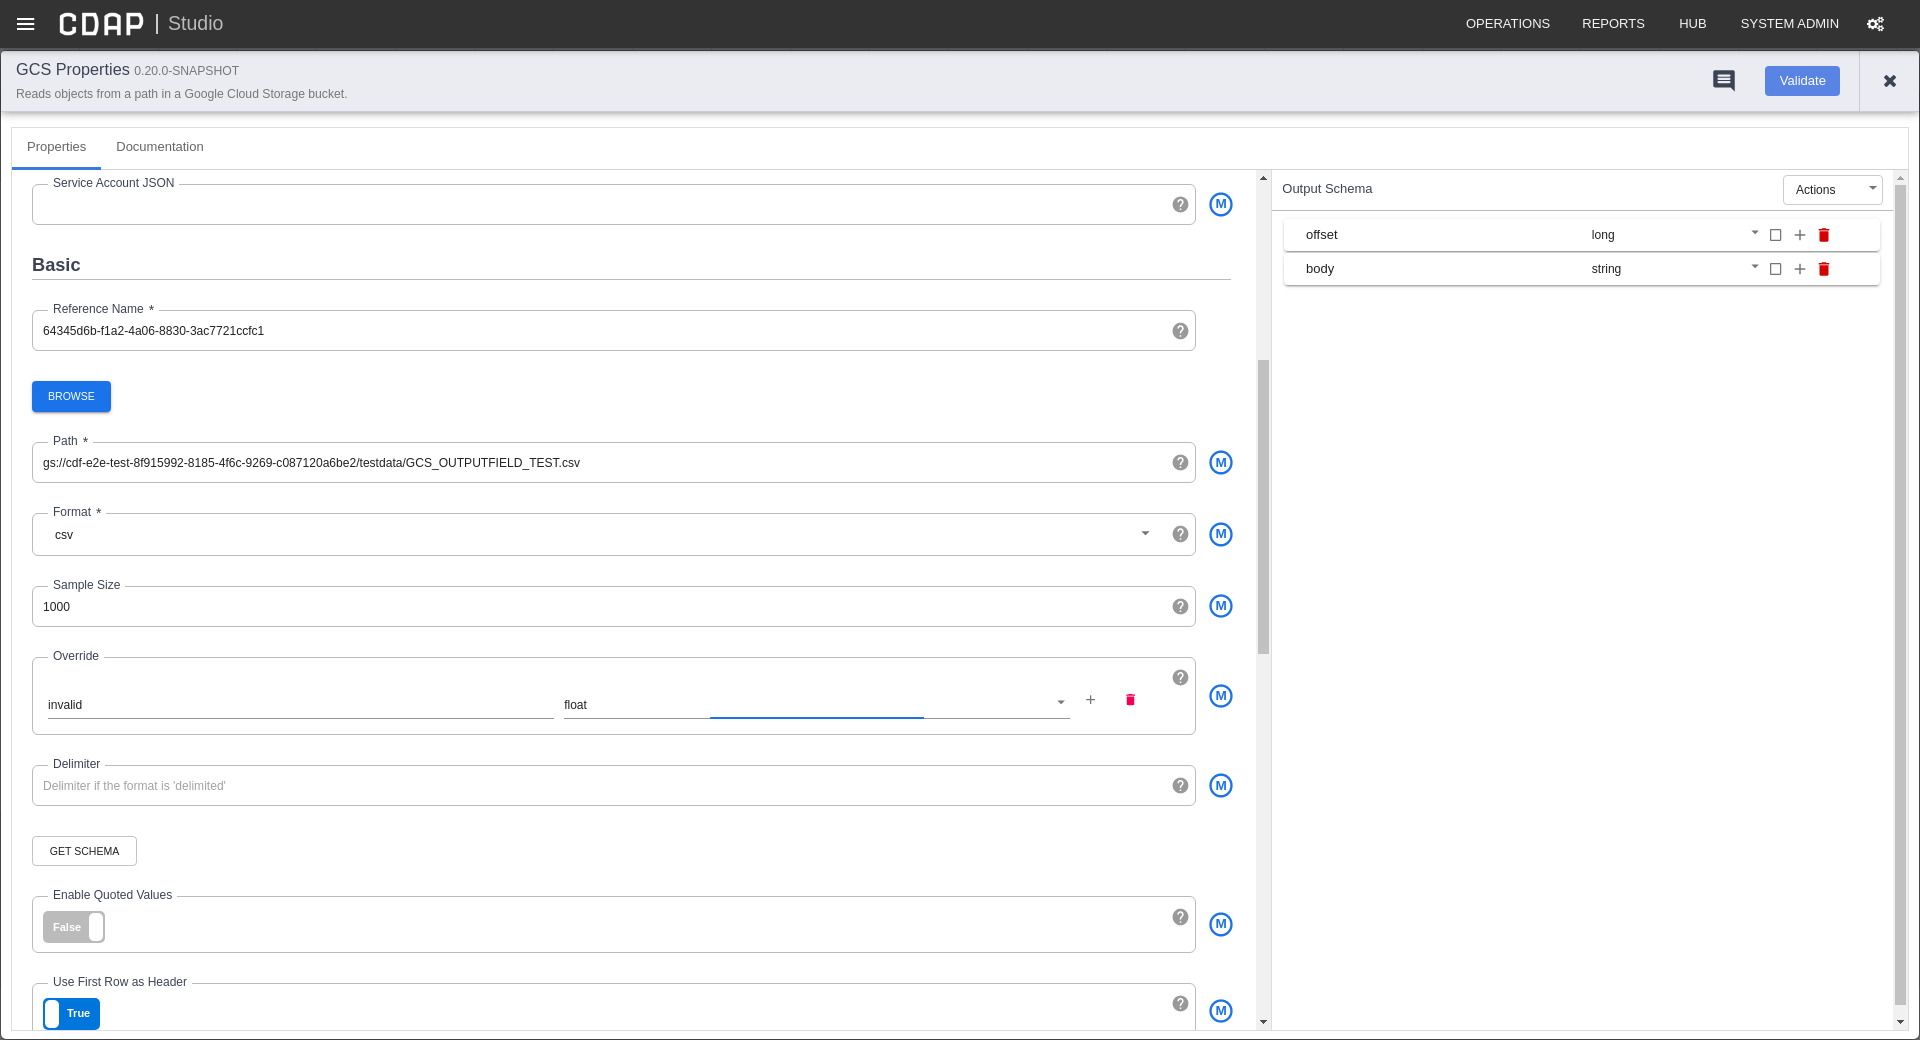 CDAP | Studio
OPERATIONS REPORTS HUB SYSTEM ADMIN
GCS Properties 0.20.0-SNAPSHOT
Reads objects from a path in a Google Cloud Storage bucket.
Validate
Properties Documentation
Service Account JSON
M
Basic
Reference Name *
64345d6b-f1a2-4a06-8830-3ac7721ccfc1
BROWSE
Path *
gs://cdf-e2e-test-8f915992-8185-4f6c-9269-c087120a6be2/testdata/GCS_OUTPUTFIELD_TEST.csv
M
Format *
csv
M
Sample Size
1000
M
Override
invalid float
M
Delimiter
Delimiter if the format is 'delimited'
M
GET SCHEMA
Enable Quoted Values
False
M
Use First Row as Header
True
M
Output Schema
Actions
offset long
body string